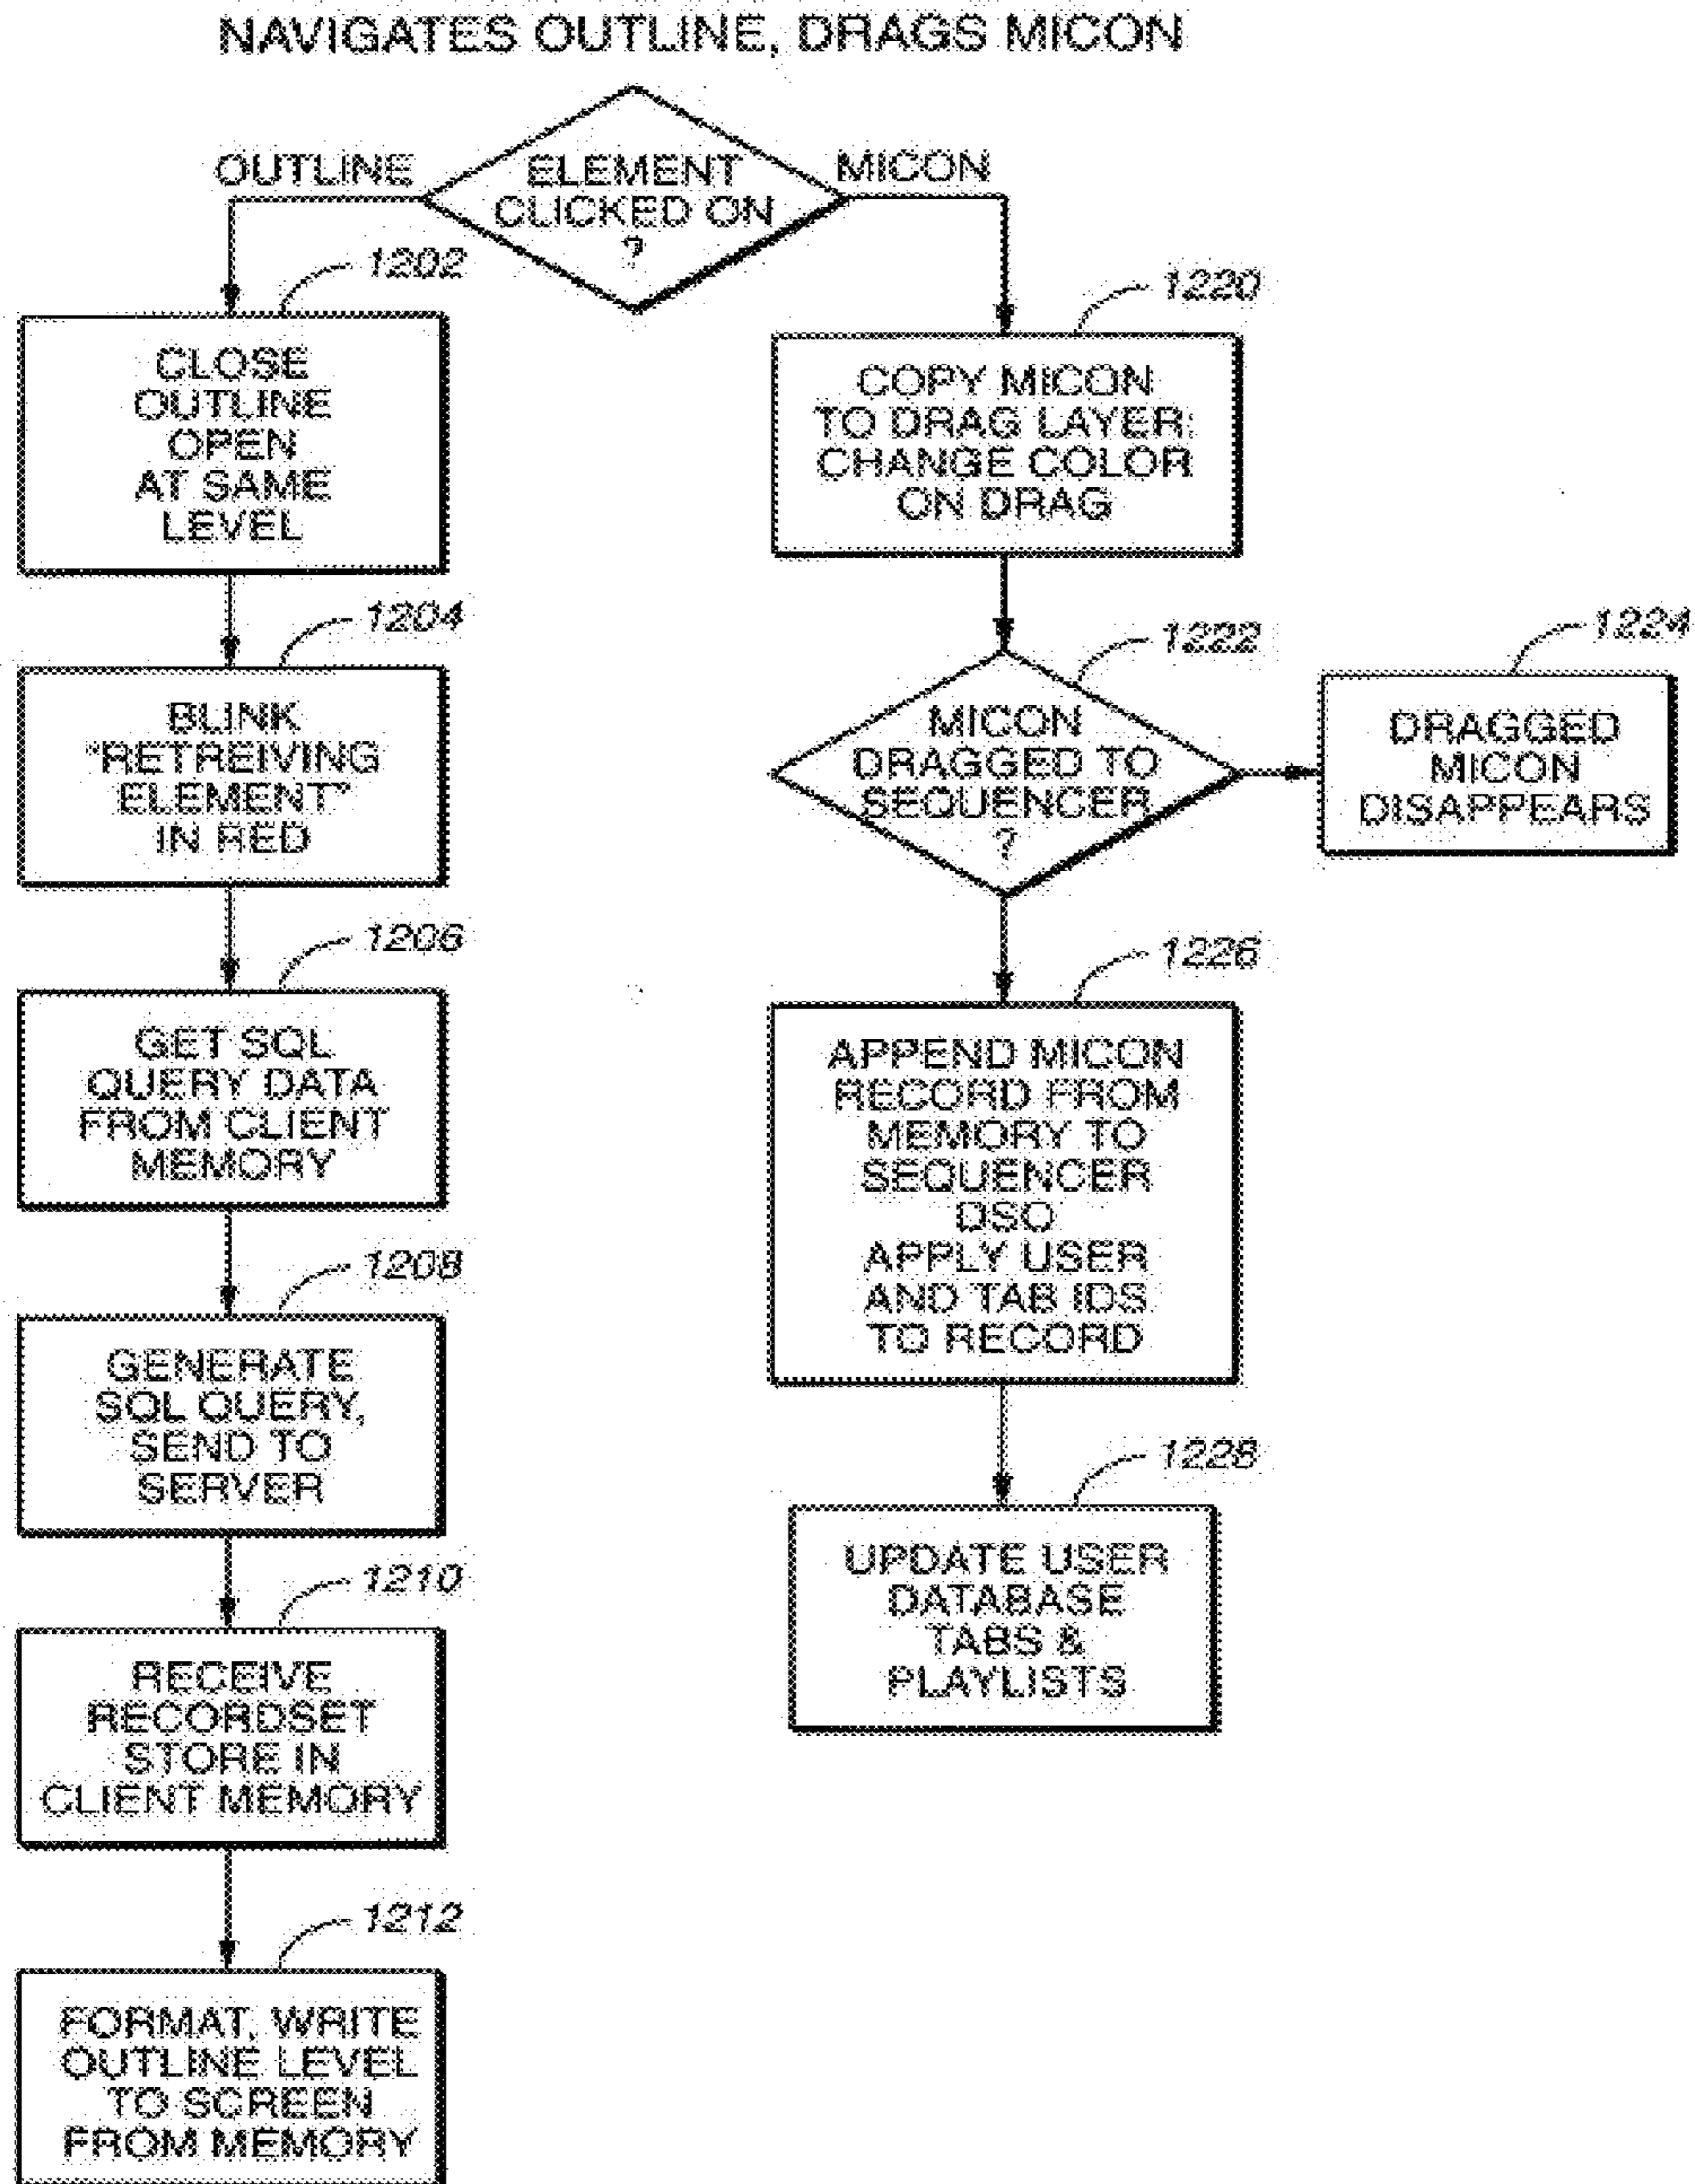 NAVIGATES OUTLINE, DRAGS MICON
ELEMENT
CLICKED ON
?
OUTLINE
MICON
1202
CLOSE
OUTLINE
OPEN
AT SAME
LEVEL
1204
BLINK
"RETREIVING
ELEMENT"
IN RED
1206
GET SQL
QUERY DATA
FROM CLIENT
MEMORY
1208
GENERATE
SQL QUERY,
SEND TO
SERVER
1210
RECEIVE
RECORDSET
STORE IN
CLIENT MEMORY
1212
FORMAT, WRITE
OUTLINE LEVEL
TO SCREEN
FROM MEMORY
1220
COPY MICON
TO DRAG LAYER;
CHANGE COLOR
ON DRAG
1222
MICON
DRAGGED TO
SEQUENCER
?
1224
DRAGGED
MICON
DISAPPEARS
1226
APPEND MICON
RECORD FROM
MEMORY TO
SEQUENCER
DSO
APPLY USER
AND TAB IDS
TO RECORD
1228
UPDATE USER
DATABASE
TABS &
PLAYLISTS